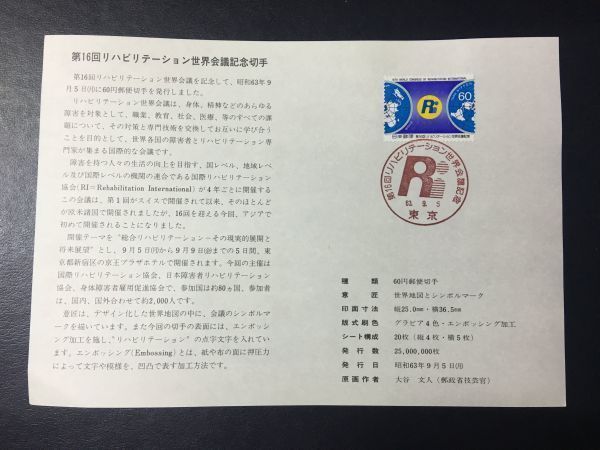 第16回リハビリテーション世界会議記念切手
第16回リハビリテーション世界会議を記念して、昭和63年9
月5日㈪に60円郵便切手を発行しました。
リハビリテーション世界会議は、身体、精神などのあらゆる
障害を対象として、職業、教育、社会、医療、等のすべての課
題について、その対策と専門技術を交換してお互いに学び合う
ことを目的として、世界各国の障害者とリハビリテーション専
門家が集まる国際的な会議です。
障害を持つ人々の生活の向上を目指す、国レベル、地域レベ
ル及び国際レベルの機関の連合である国際リハビリテーション
協会(RI=Rehabilitation International)が4年ごとに開催する
この会議は、第1回がスイスで開催されて以来、そのほとんど
が欧米諸国で開催されましたが、16回を迎える今回、アジアで
初めて開催されることになりました。
開催テーマを"総合リハビリテーション−その現実的展開と
将来展望"とし、9月5日㈪から9月9日㈮までの5日間、東
京都新宿区の京王プラザホテルで開催されます。今回の主催は
国際リハビリテーション協会、日本障害者リハビリテーション
協会、身体障害者雇用促進協会で、参加国は約80ヵ国、参加者
は、国内、国外合わせて約2,000人です。
意匠は、デザイン化した世界地図の中に、会議のシンボルマ
ークを描いています。また今回の切手の表面には、エンボッシ
ング加工を施し、"リハビリテーション"の点字文字を入れてい
ます。エンボッシング(Embossing)とは、紙や布の面に押圧力
によって文字や模様を、凹凸で表す加工方法です。
16TH WORLD CONGRESS OF REHABILITATION INTERNATIONAL
60
RI
日本郵便
第16回リハビリテーション世界会議記念
第16回リハビリテーション世界会議記念
RI
63. 9. 5
東京
種類 60円郵便切手
意匠 世界地図とシンボルマーク
印面寸法 縦25.0mm・横36.5mm
版式刷色 グラビア4色・エンボッシング加工
シート構成 20枚(縦4枚・横5枚)
発行数 25,000,000枚
発行日 昭和63年9月5日㈪
原画作者 大谷 文人(郵政省技芸官)